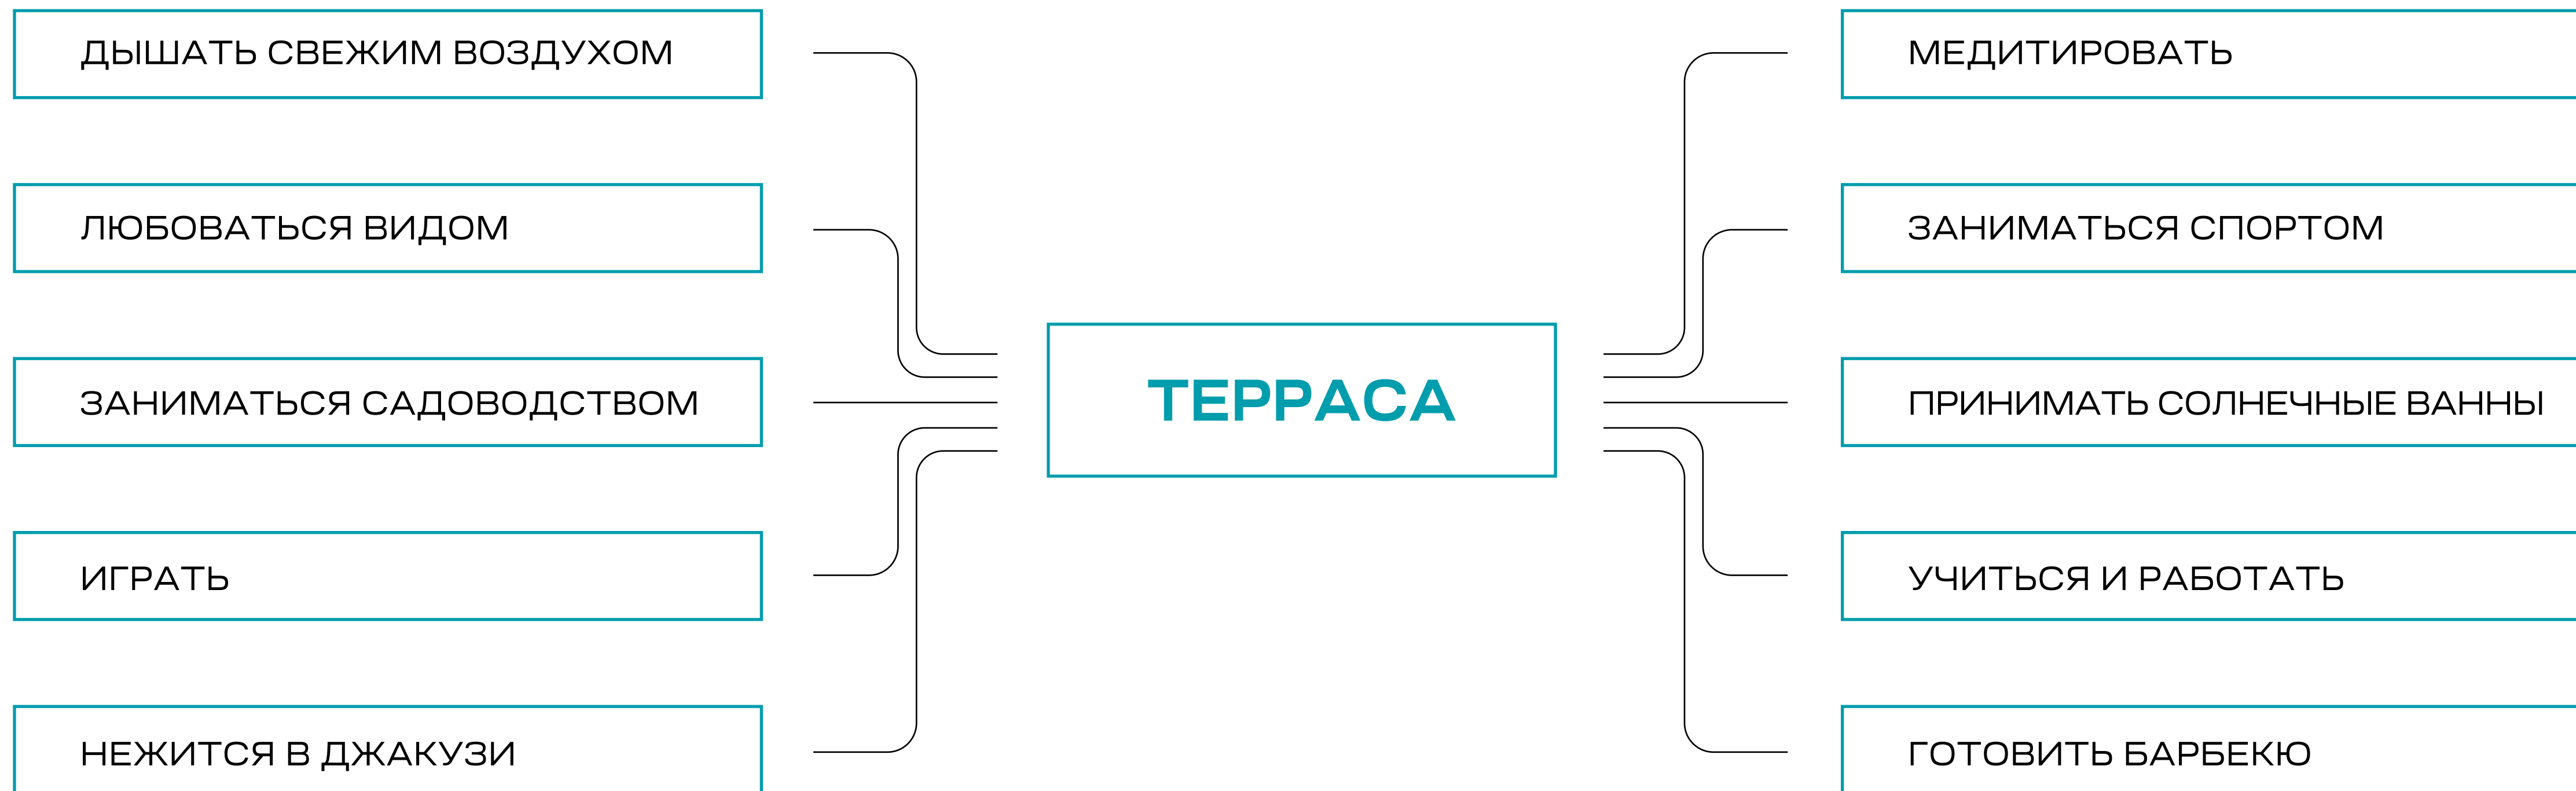 ДЫШАТЬ СВЕЖИМ ВОЗДУХОМ
ЛЮБОВАТЬСЯ ВИДОМ
ЗАНИМАТЬСЯ САДОВОДСТВОМ
ИГРАТЬ
НЕЖИТСЯ В ДЖАКУЗИ
ТЕРРАСА
МЕДИТИРОВАТЬ
ЗАНИМАТЬСЯ СПОРТОМ
ПРИНИМАТЬ СОЛНЕЧНЫЕ ВАННЫ
УЧИТЬСЯ И РАБОТАТЬ
ГОТОВИТЬ БАРБЕКЮ